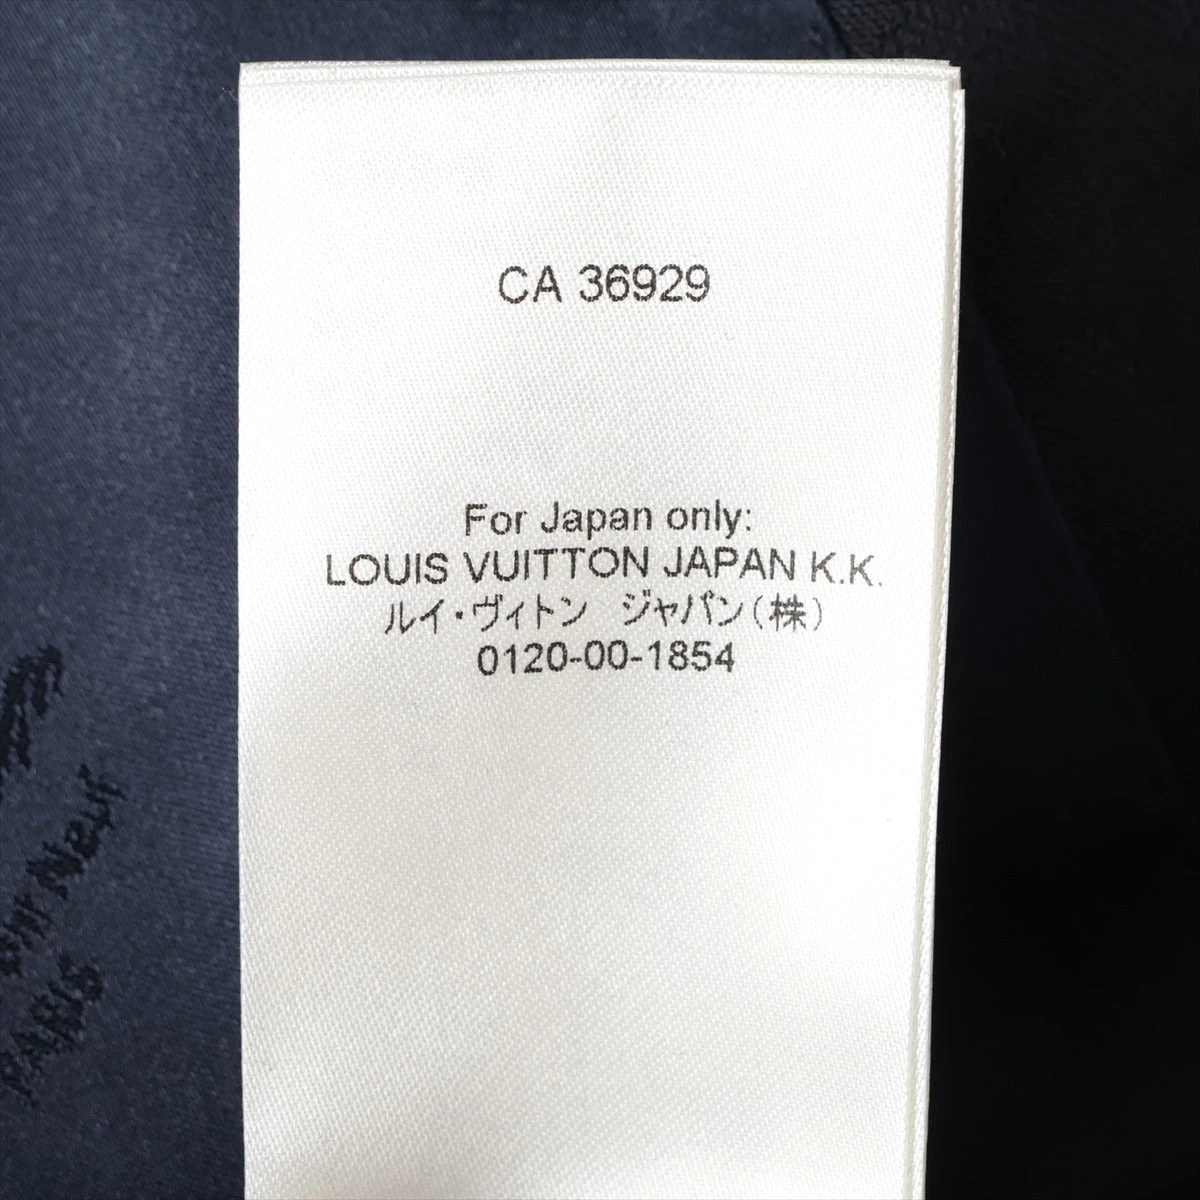 CA 36929
For Japan only:
LOUIS VUITTON JAPAN K.K.
ルイ・ヴィトン　ジャパン(株)
0120-00-1854
PARIS